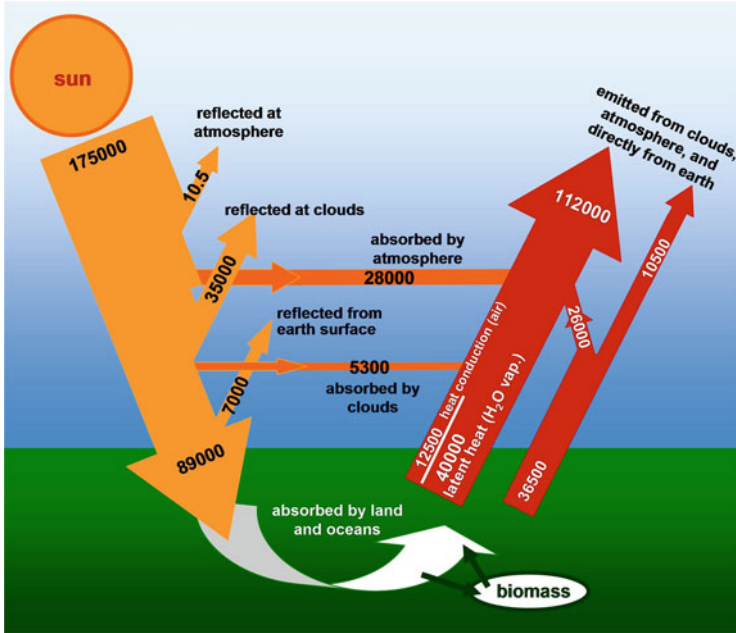 sun
175000
reflected at
atmosphere
10.5
reflected at clouds
35000
absorbed by
atmosphere
28000
reflected from
earth surface
7000
5300
absorbed by
clouds
89000
emitted from clouds,
atmosphere, and
directly from earth
112000
10500
26000
12500 heat conduction (air)
40000
latent heat (H₂O vap.)
36500
absorbed by land
and oceans
biomass